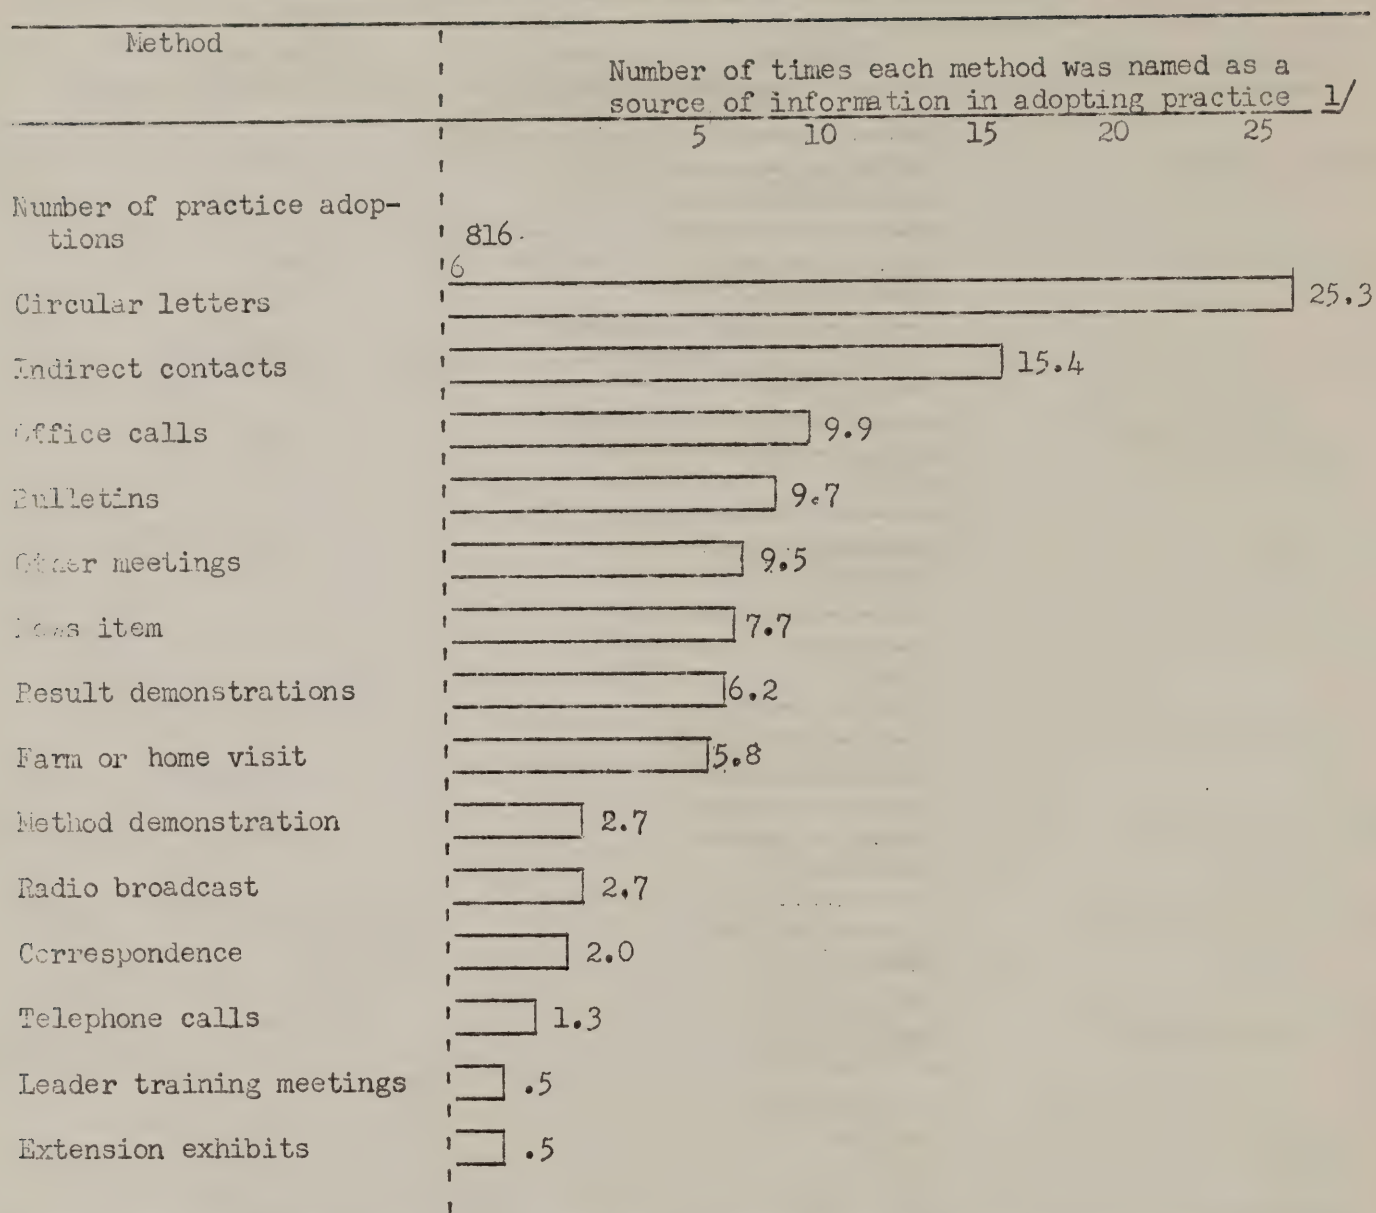 Method
Number of times each method was named as a
source of information in adopting practice 1/
5 10 15 20 25
Number of practice adop-
tions 816
6
Circular letters 25.3
Indirect contacts 15.4
Office calls 9.9
Bulletins 9.7
Other meetings 9.5
News item 7.7
Result demonstrations 6.2
Farm or home visit 5.8
Method demonstration 2.7
Radio broadcast 2.7
Correspondence 2.0
Telephone calls 1.3
Leader training meetings .5
Extension exhibits .5